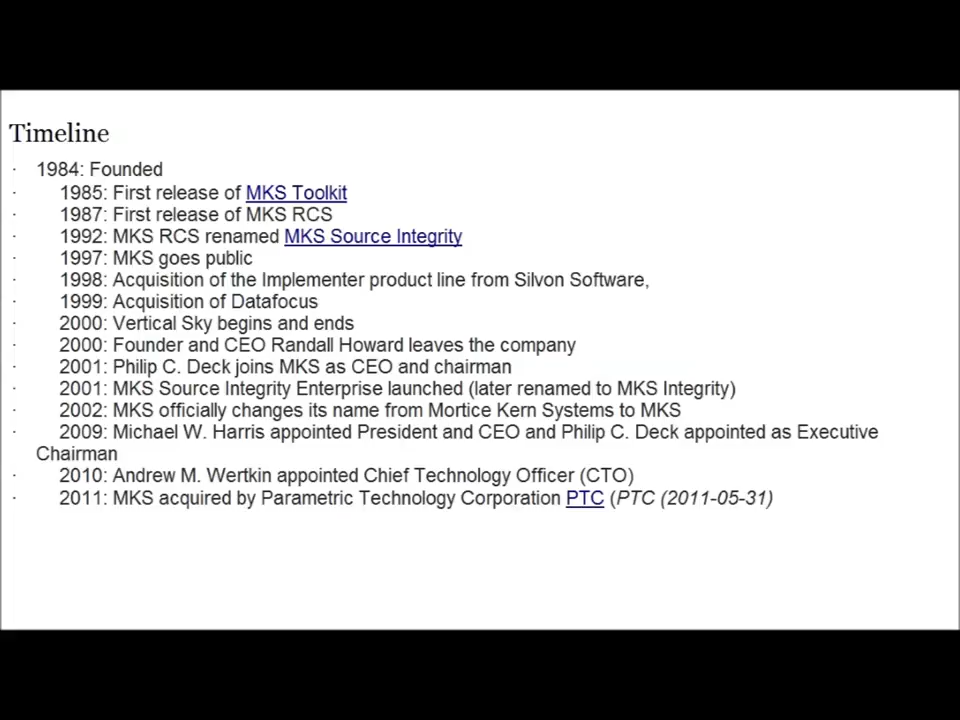 Timeline
· 1984: Founded
· 1985: First release of MKS Toolkit
· 1987: First release of MKS RCS
· 1992: MKS RCS renamed MKS Source Integrity
· 1997: MKS goes public
· 1998: Acquisition of the Implementer product line from Silvon Software,
· 1999: Acquisition of Datafocus
· 2000: Vertical Sky begins and ends
· 2000: Founder and CEO Randall Howard leaves the company
· 2001: Philip C. Deck joins MKS as CEO and chairman
· 2001: MKS Source Integrity Enterprise launched (later renamed to MKS Integrity)
· 2002: MKS officially changes its name from Mortice Kern Systems to MKS
· 2009: Michael W. Harris appointed President and CEO and Philip C. Deck appointed as Executive
Chairman
· 2010: Andrew M. Wertkin appointed Chief Technology Officer (CTO)
· 2011: MKS acquired by Parametric Technology Corporation PTC (PTC (2011-05-31)